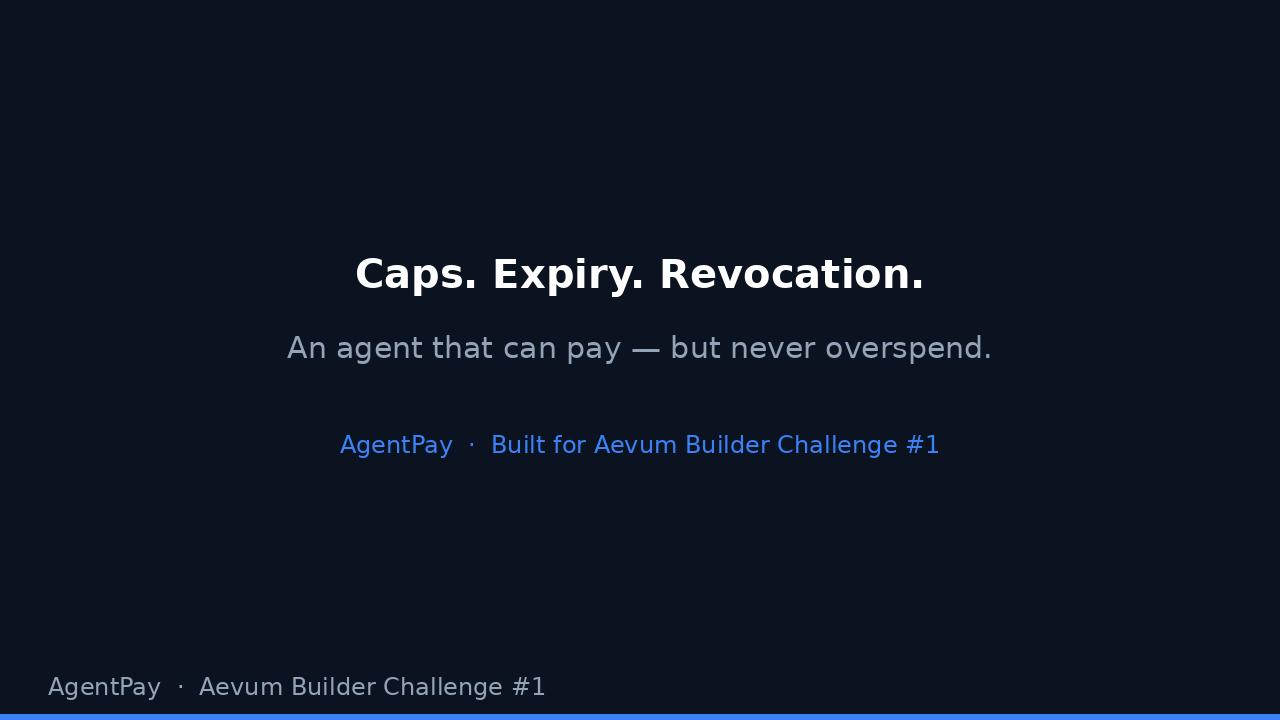 Caps. Expiry. Revocation.
An agent that can pay — but never overspend.
AgentPay · Built for Aevum Builder Challenge #1
AgentPay · Aevum Builder Challenge #1